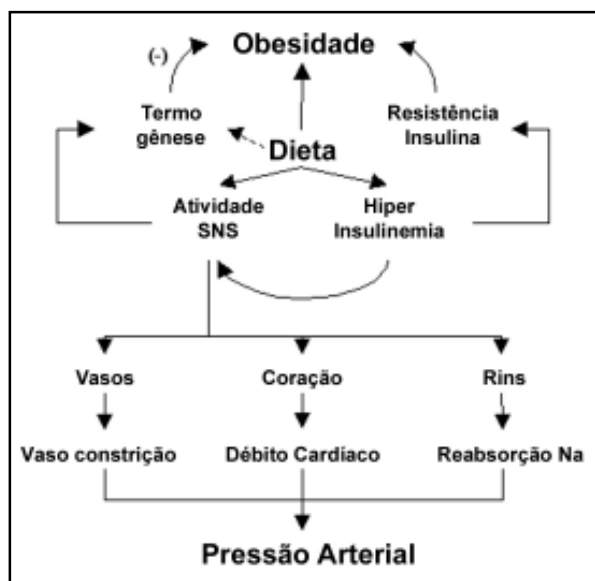 Obesidade
(-)
Termo
gênese
Resistência
Insulina
Dieta
Atividade
SNS
Hiper
Insulinemia
Vasos
Coração
Rins
Vaso constrição
Débito Cardíaco
Reabsorção Na
Pressão Arterial